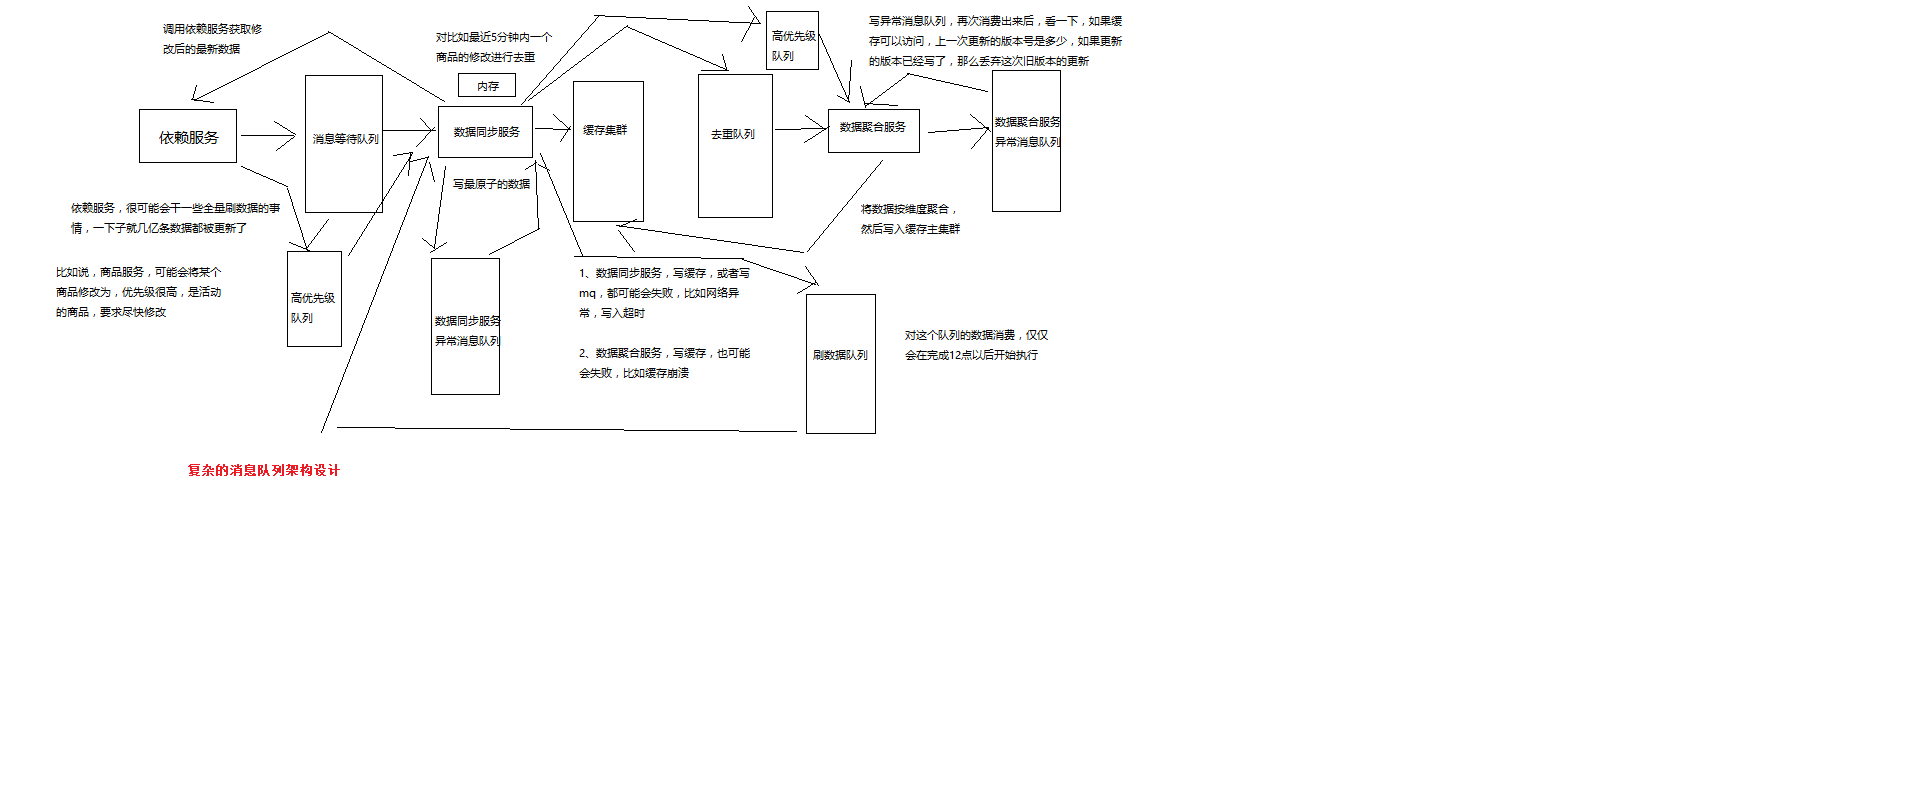 调用依赖服务获取修
改后的最新数据
对比如最近5分钟内一个
商品的修改进行去重
内存
高优先级
队列
写异常消息队列，再次消费出来后，看一下，如果缓
存可以访问，上一次更新的版本号是多少，如果更新
的版本已经写了，那么丢弃这次旧版本的更新
依赖服务
消息等待队列
数据同步服务
缓存集群
去重队列
数据聚合服务
数据聚合服务
异常消息队列
写最原子的数据
依赖服务，很可能会干一些全量刷数据的事
情，一下子就几亿条数据都被更新了
将数据按维度聚合，
然后写入缓存主集群
比如说，商品服务，可能会将某个
商品修改为，优先级很高，是活动
的商品，要求尽快修改
高优先级
队列
数据同步服务
异常消息队列
1、数据同步服务，写缓存，或者写
mq，都可能会失败，比如网络异
常，写入超时
2、数据聚合服务，写缓存，也可能
会失败，比如缓存崩溃
刷数据队列
对这个队列的数据消费，仅仅
会在完成12点以后开始执行
复杂的消息队列架构设计